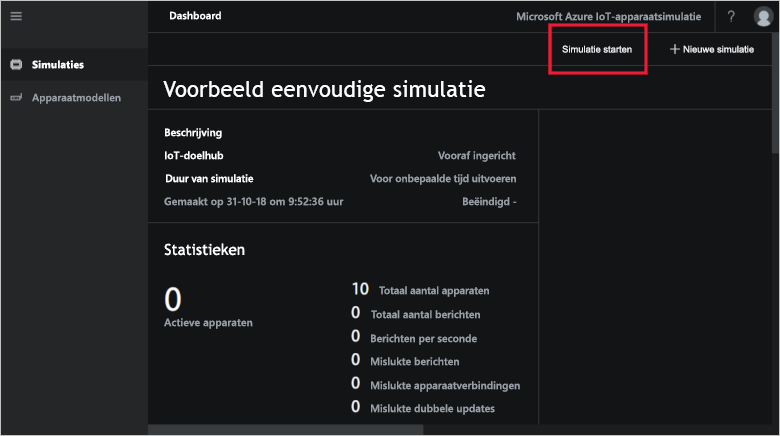 Dashboard
Microsoft Azure IoT-apparaatsimulatie
?
Simulatie starten
+ Nieuwe simulatie
Simulaties
Apparaatmodellen
Voorbeeld eenvoudige simulatie
Beschrijving
IoT-doelhub Vooraf ingericht
Duur van simulatie Voor onbepaalde tijd uitvoeren
Gemaakt op 31-10-18 om 9:52:36 uur Beëindigd -
Statistieken
0
Actieve apparaten
10 Totaal aantal apparaten
0 Totaal aantal berichten
0 Berichten per seconde
0 Mislukte berichten
0 Mislukte apparaatverbindingen
0 Mislukte dubbele updates